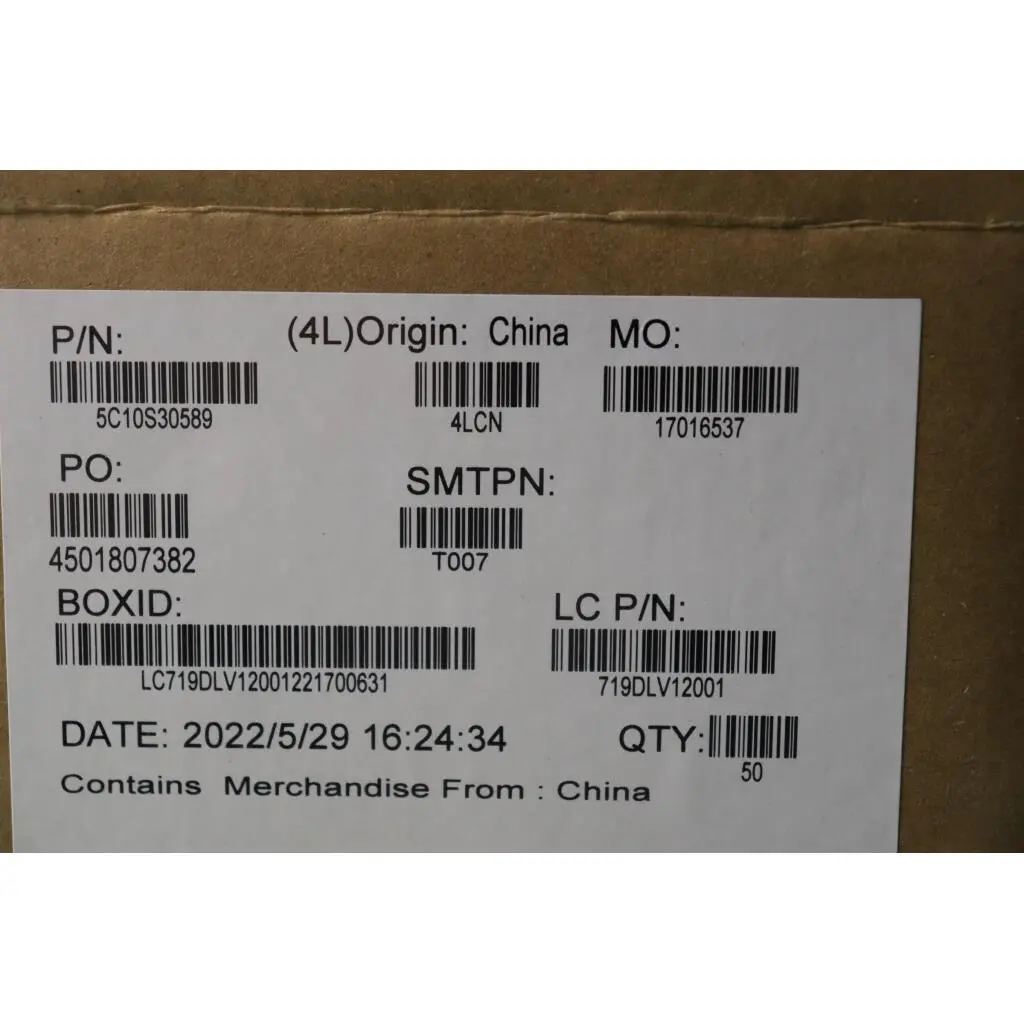 P/N: (4L)Origin: China MO:
5C10S30589 4LCN 17016537
PO: SMTPN:
4501807382 T007
BOXID: LC P/N:
LC719DLV12001221700631 719DLV12001
DATE: 2022/5/29 16:24:34 QTY:
50
Contains Merchandise From : China